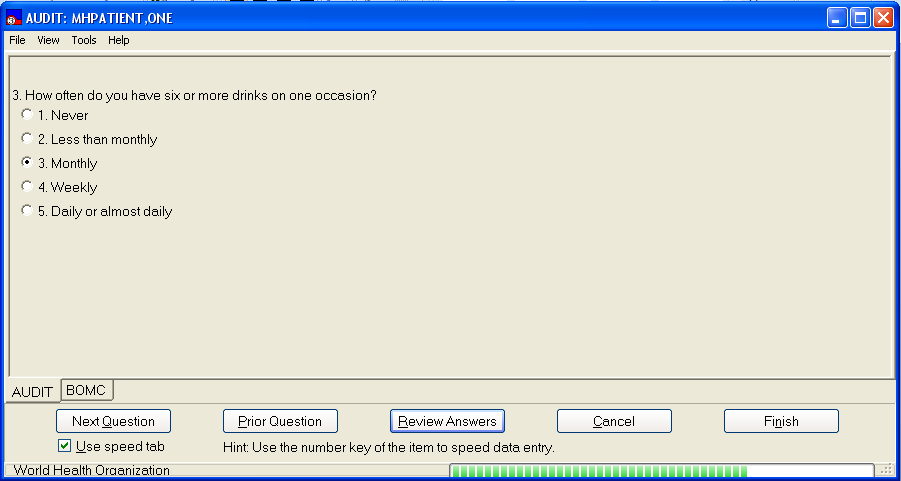 AUDIT: MHPATIENT,ONE
File View Tools Help
3. How often do you have six or more drinks on one occasion?
1. Never
2. Less than monthly
3. Monthly
4. Weekly
5. Daily or almost daily
AUDIT BOMC
Next Question Prior Question Review Answers Cancel Finish
Use speed tab Hint: Use the number key of the item to speed data entry.
World Health Organization